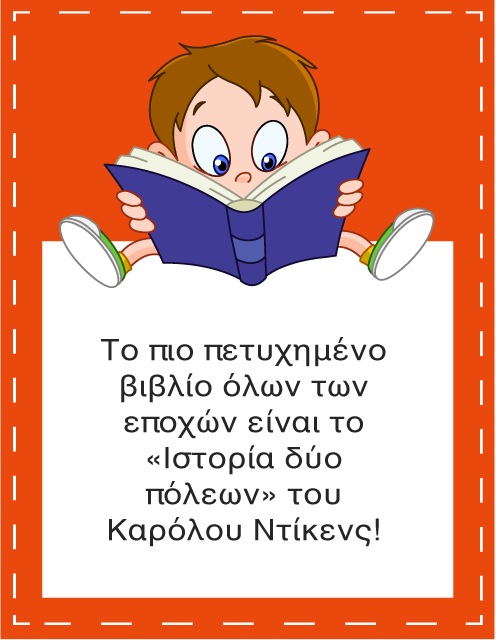 Το πιο πετυχημένο
βιβλίο όλων των
εποχών είναι το
«Ιστορία δύο
πόλεων» του
Καρόλου Ντίκενς!